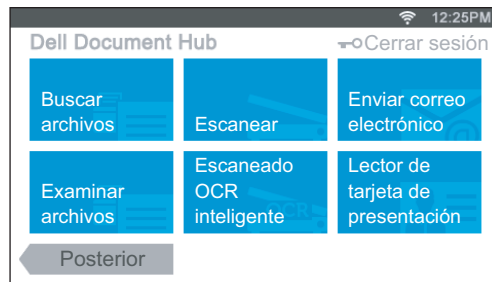 12:25PM
Dell Document Hub
Cerrar sesión
Buscar
archivos
Escanear
Enviar correo
electrónico
Examinar
archivos
Escaneado
OCR
inteligente
OCR
Lector de
tarjeta de
presentación
Posterior